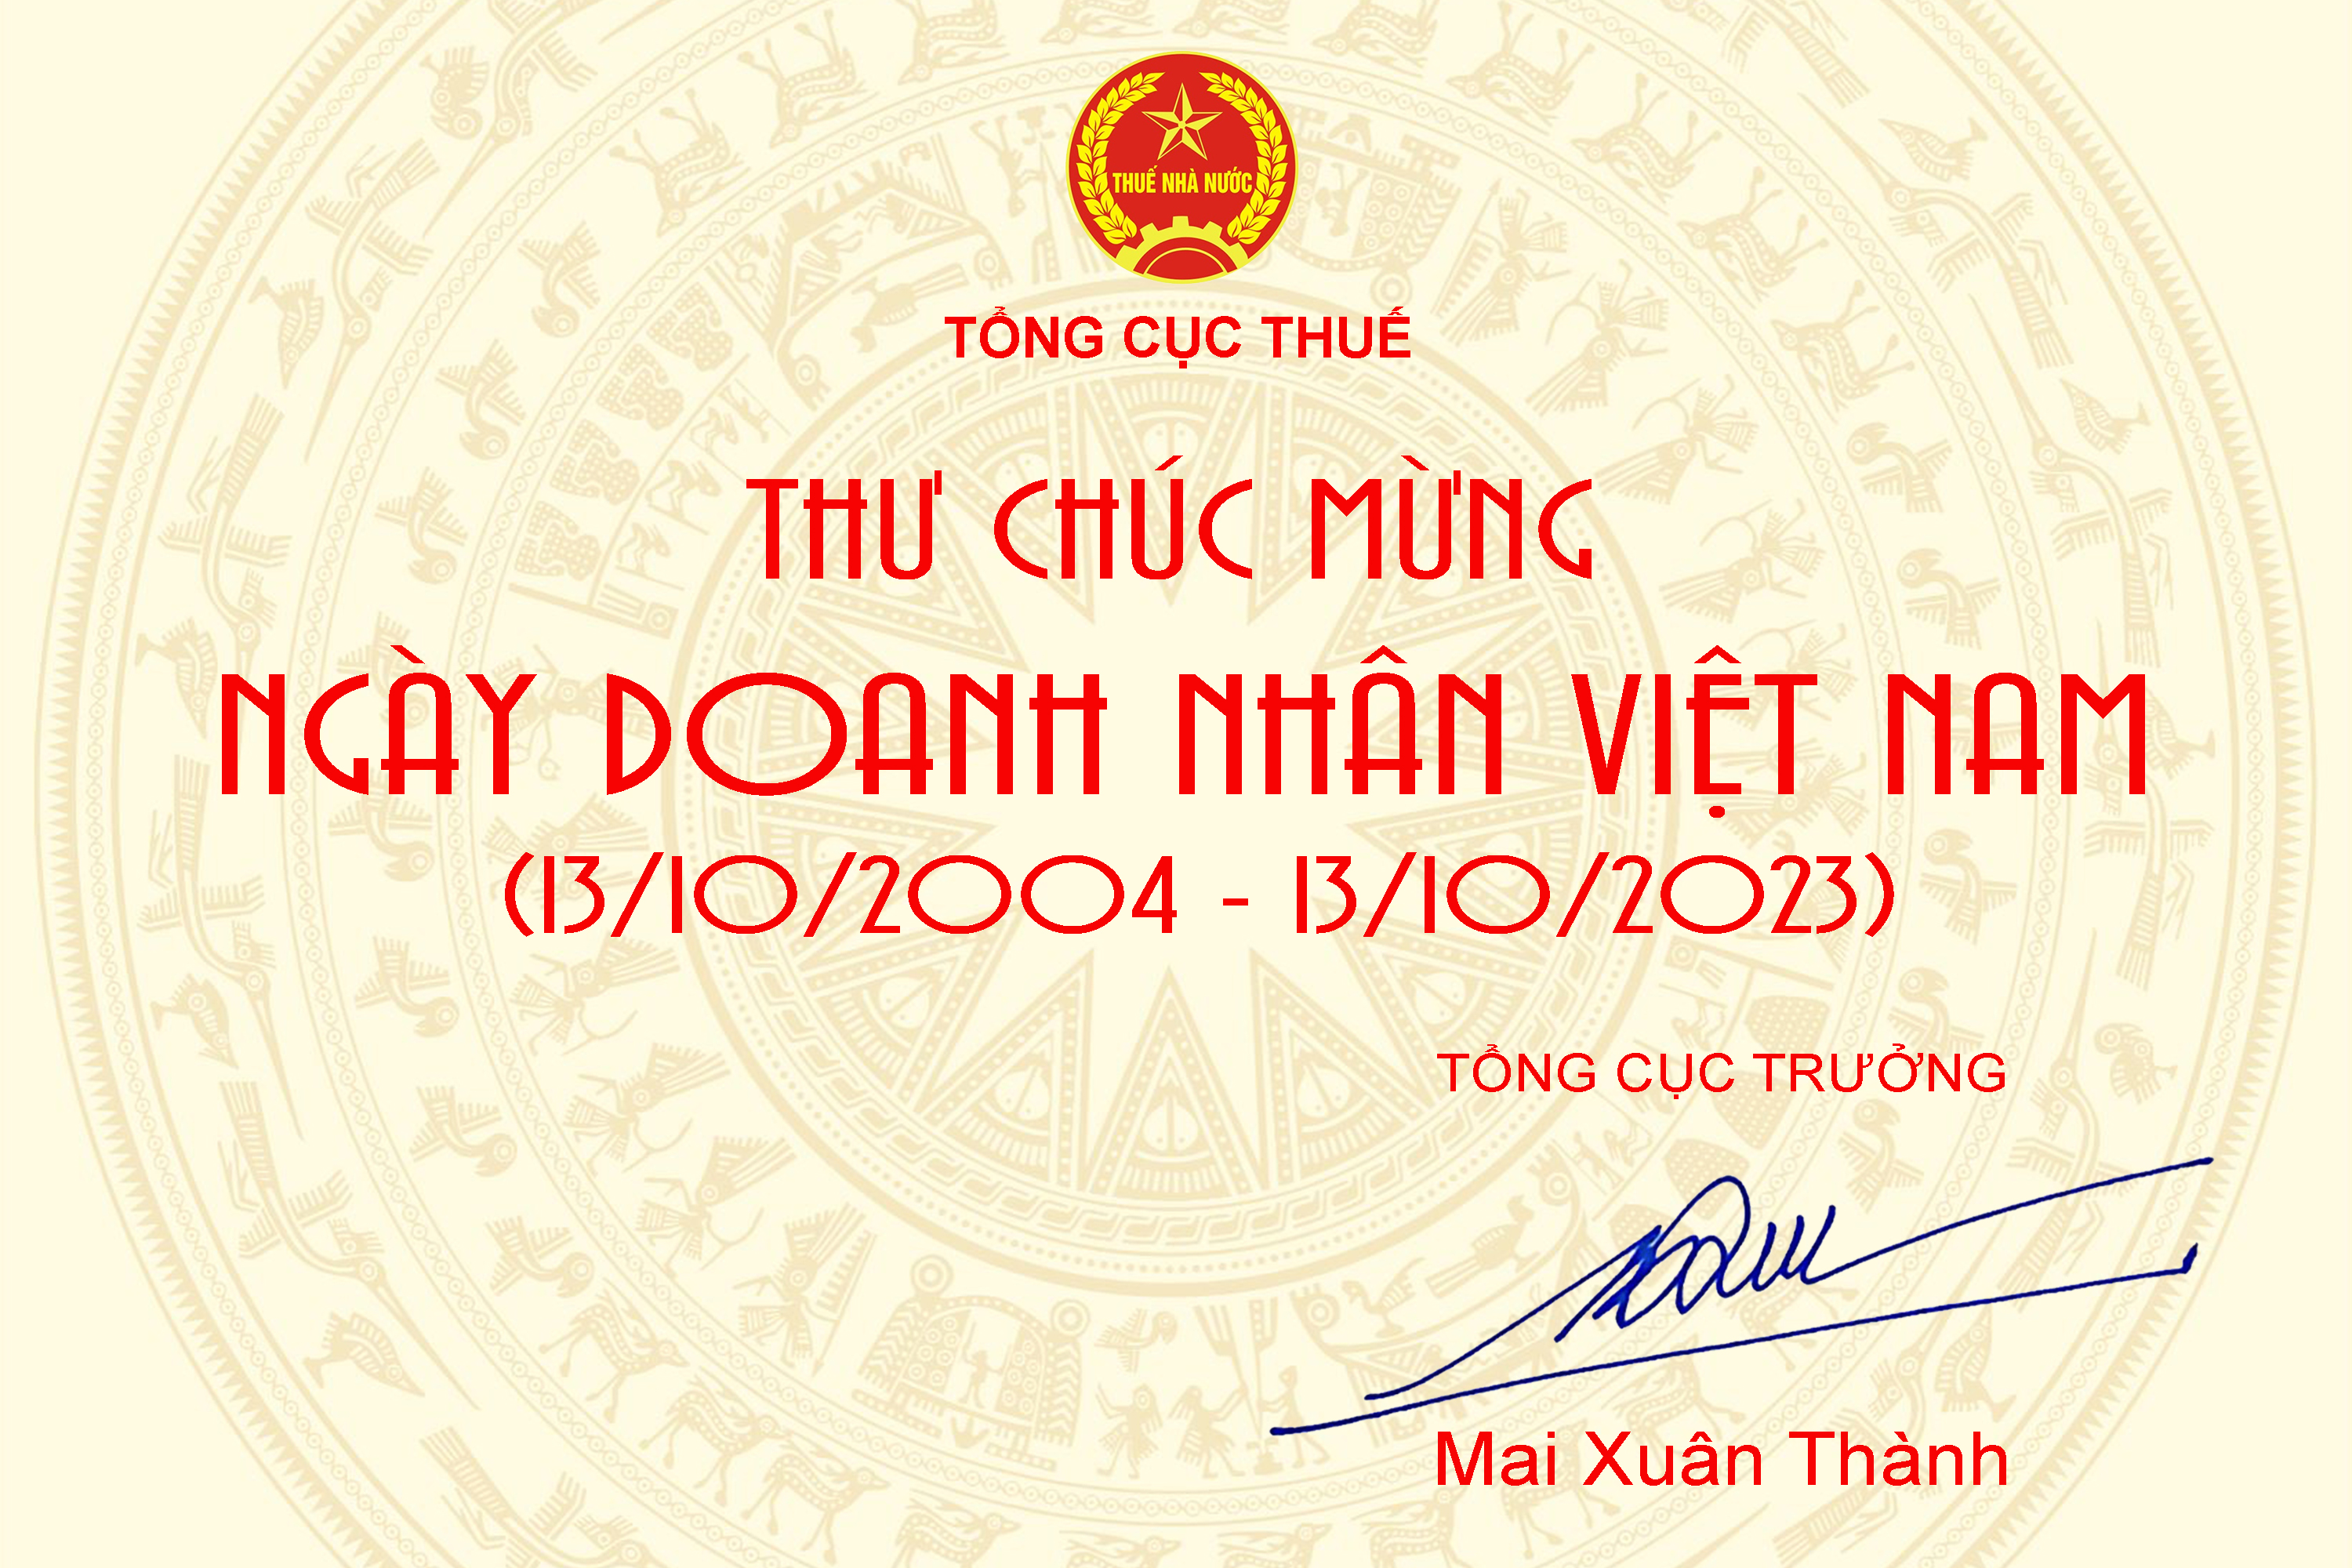 THUẾ NHÀ NƯỚC
TỔNG CỤC THUẾ
THƯ CHÚC MỪNG
NGÀY DOANH NHÂN VIỆT NAM
(13/10/2004 - 13/10/2023)
TỔNG CỤC TRƯỞNG
Mai Xuân Thành